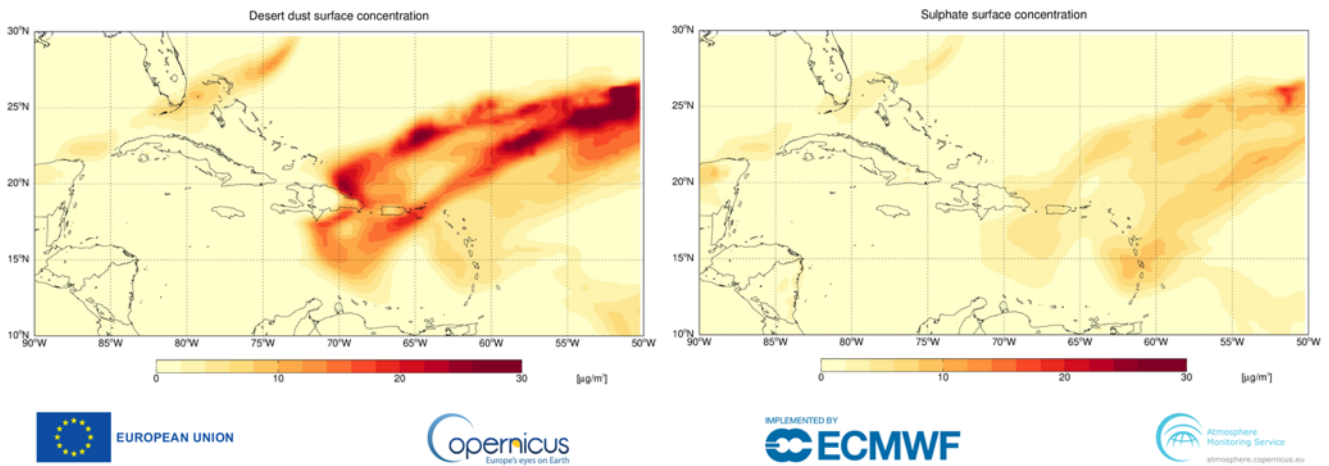 Desert dust surface concentration
Sulphate surface concentration
30°N
25°N
20°N
15°N
10°N
90°W 85°W 80°W 75°W 70°W 65°W 60°W 55°W 50°W
0 10 20 30 [µg/m³]
30°N
25°N
20°N
15°N
10°N
90°W 85°W 80°W 75°W 70°W 65°W 60°W 55°W 50°W
0 10 20 30 [µg/m³]
EUROPEAN UNION
opernicus
Europe's eyes on Earth
IMPLEMENTED BY
ECMWF
Atmosphere
Monitoring Service
atmosphere.copernicus.eu